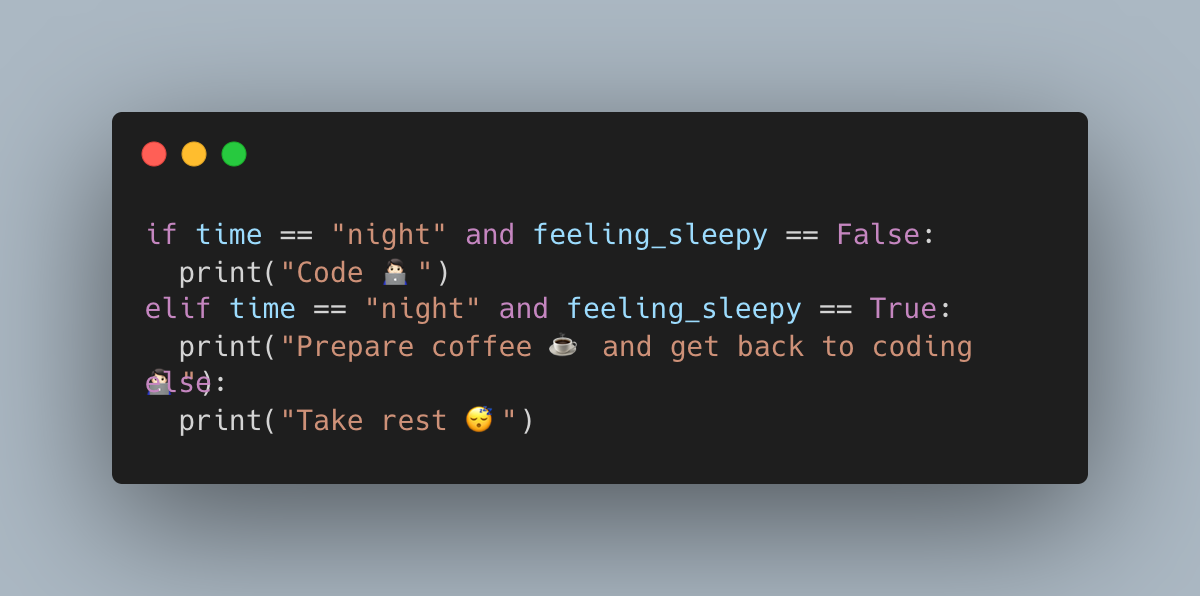 if time == "night" and feeling_sleepy == False:
  print("Code 🧑🏻‍💻 ")
elif time == "night" and feeling_sleepy == True:
  print("Prepare coffee ☕ and get back to coding
🧑🏻‍💻 ")
else:
  print("Take rest 😴 ")